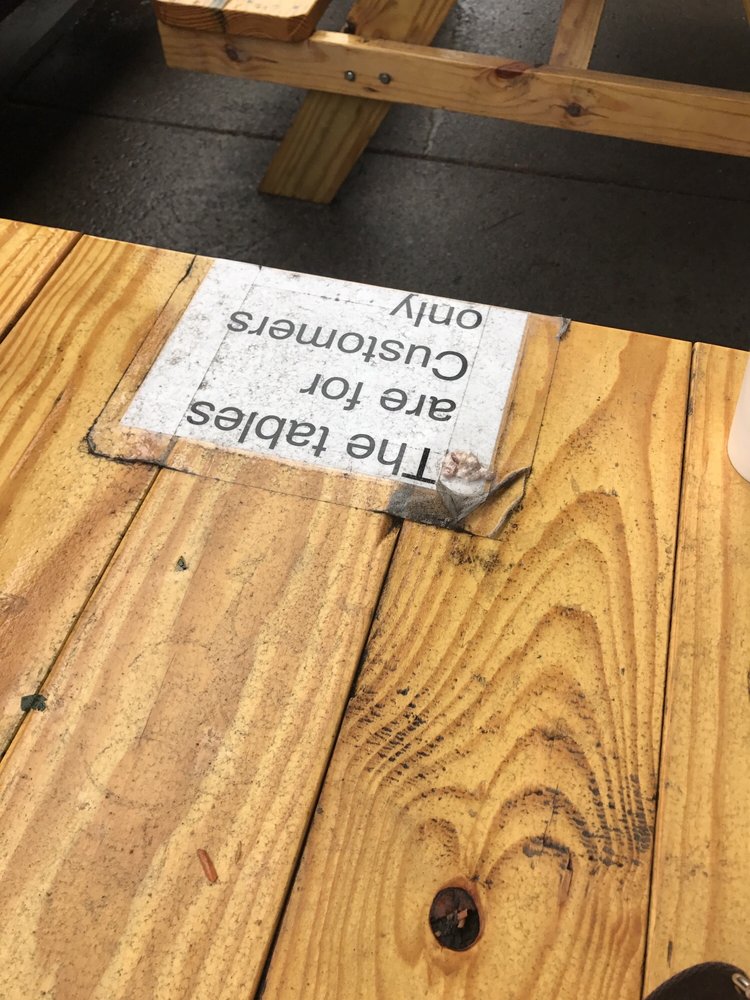 The tables
are for
Customers
only